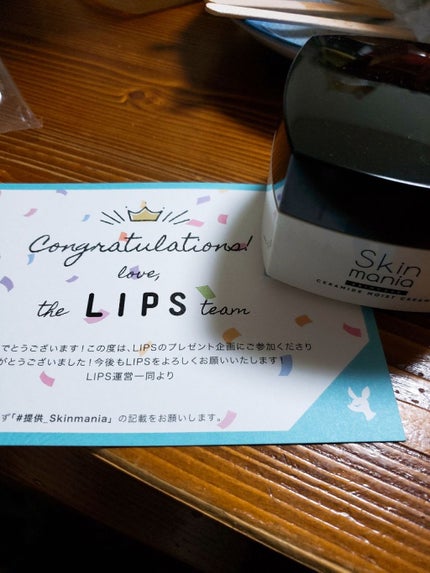 Congratulations!
love,
the LIPS team
でとうございます!この度は、LIPSのプレゼント企画にご参加くださり
がとうございました!今後もLIPSをよろしくお願いいたします!
LIPS運営一同より
ず「#提供_Skinmania」の記載をお願いします。
Skin
mania
CERAMIDE MOIST CREAM